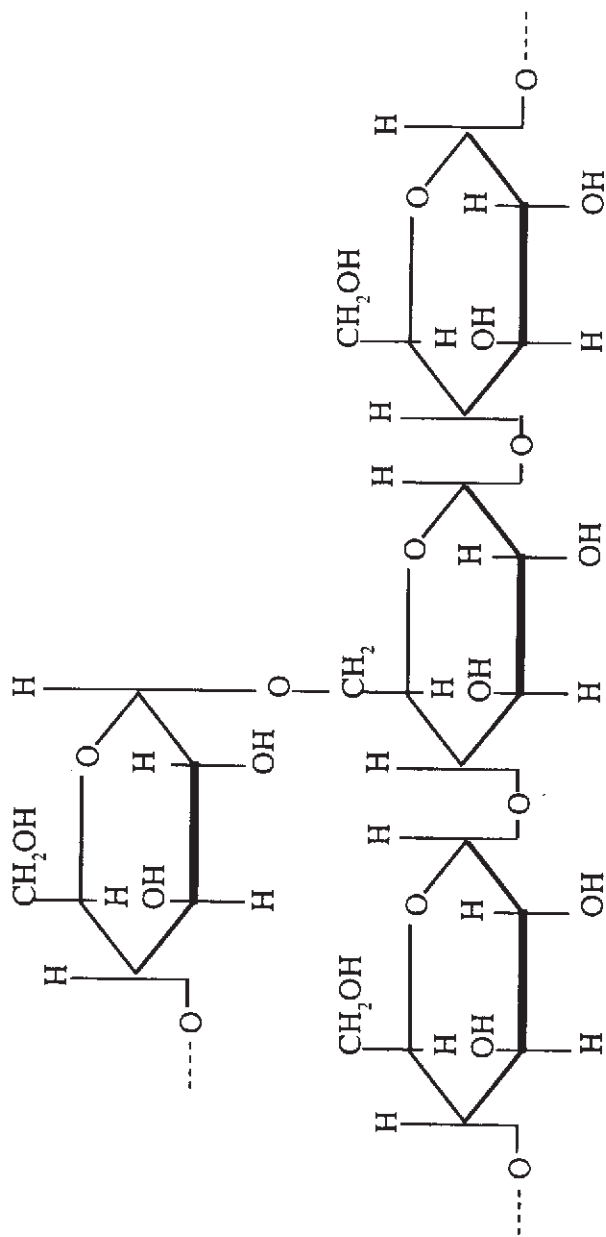 CH₂OH H
H
O
H
OH H
O
H OH
O
CH₂OH CH₂ CH₂OH
H H H H H H
O O O
H H H
OH H OH H OH H
O O O O
H OH H OH H OH